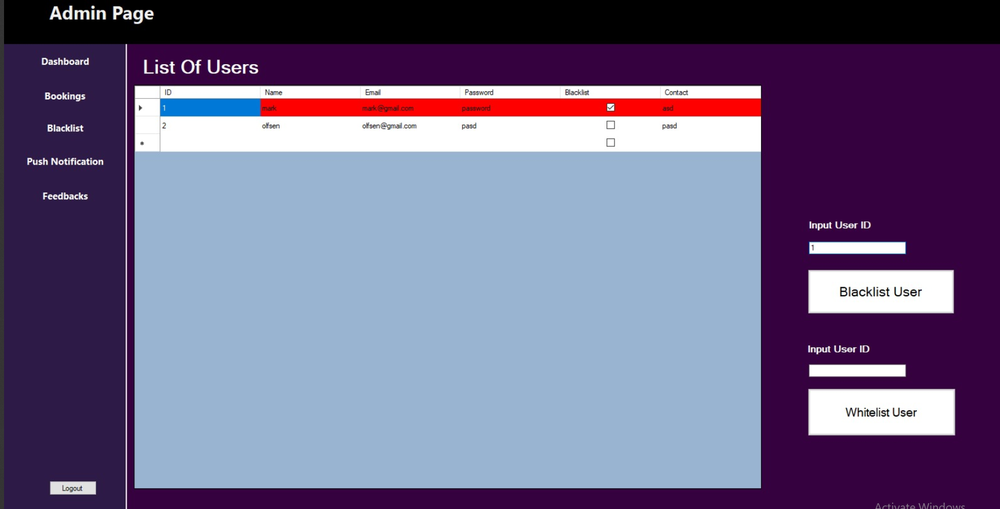 Admin Page
Dashboard
Bookings
Blacklist
Push Notification
Feedbacks
Logout
List Of Users
ID Name Email Password Blacklist Contact
1 mark mark@gmail.com password asd
2 olfsen olfsen@gmail.com pasd pasd
Input User ID
1
Blacklist User
Input User ID
Whitelist User
Activate Windows